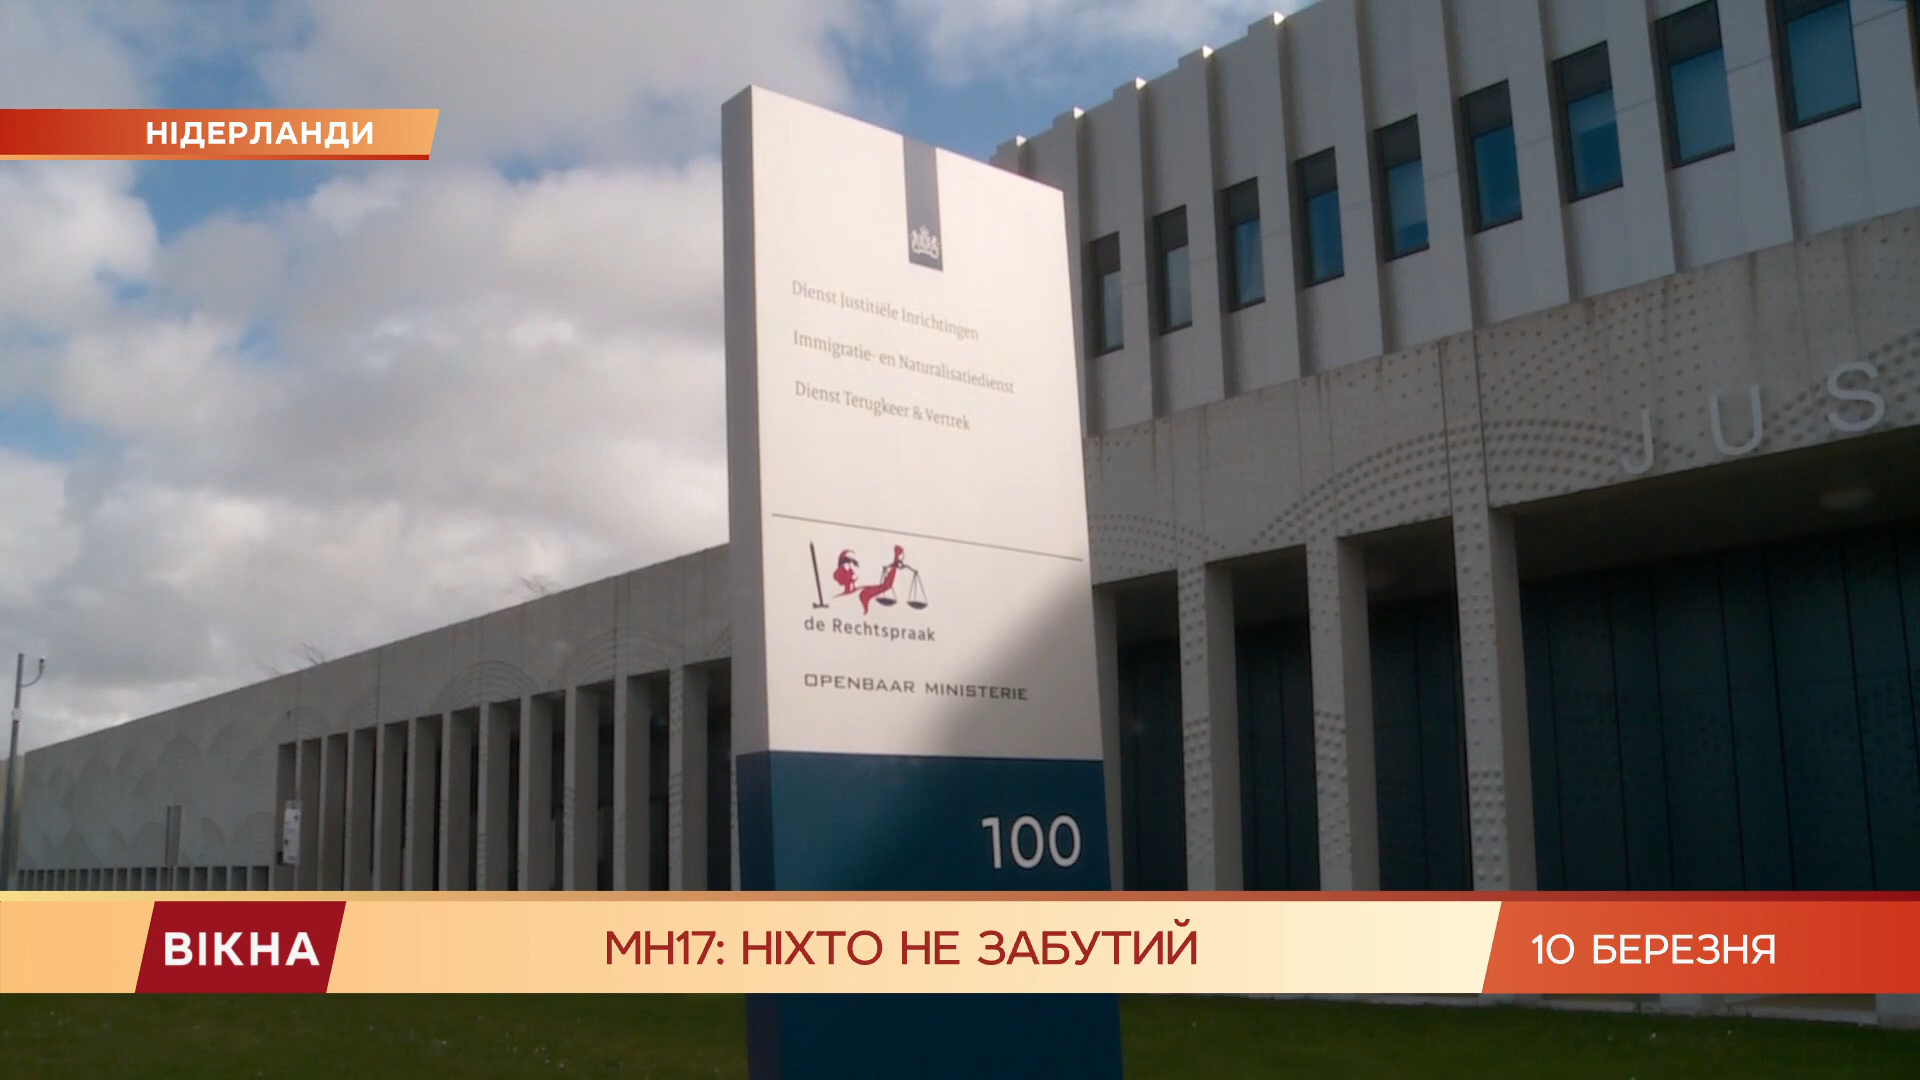 НІДЕРЛАНДИ
Dienst Justitiële Inrichtingen
Immigratie- en Naturalisatiedienst
Dienst Terugkeer & Vertrek
JUS
de Rechtspraak
OPENBAAR MINISTERIE
100
ВІКНА
МН17: НІХТО НЕ ЗАБУТИЙ
10 БЕРЕЗНЯ